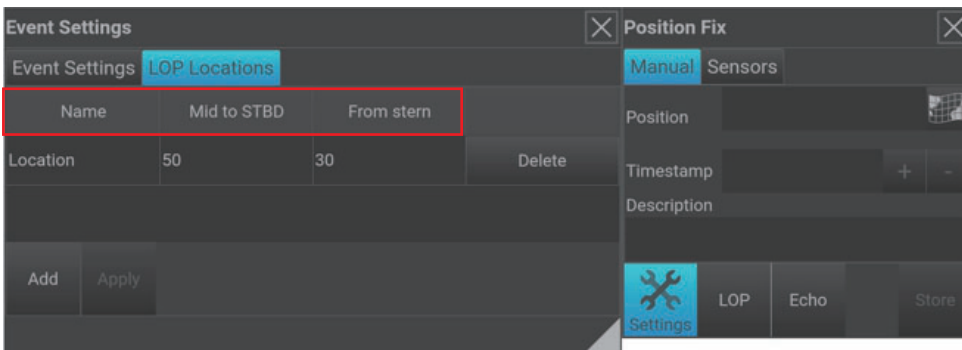 Event Settings
Event Settings LOP Locations
Name Mid to STBD From stern
Location 50 30 Delete
Add Apply
Position Fix
Manual Sensors
Position
Timestamp + -
Description
Settings LOP Echo Store